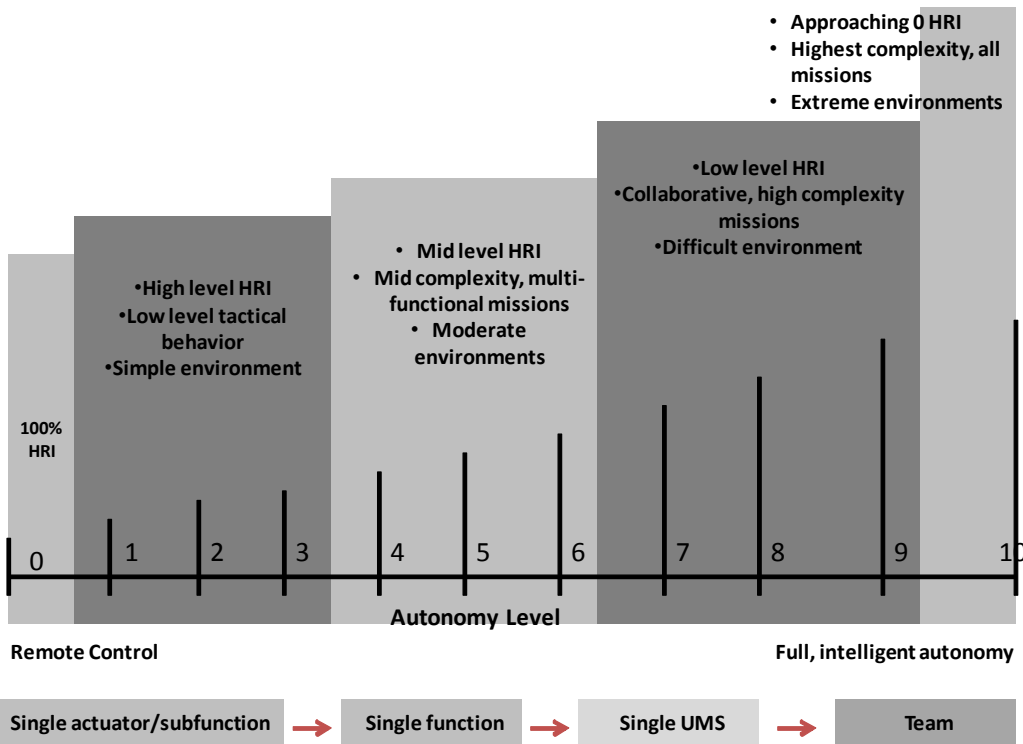 • Approaching 0 HRI
• Highest complexity, all
missions
• Extreme environments
•Low level HRI
•Collaborative, high complexity
missions
•Difficult environment
• Mid level HRI
• Mid complexity, multi-
functional missions
• Moderate
environments
•High level HRI
•Low level tactical
behavior
•Simple environment
100%
HRI
0 1 2 3 4 5 6 7 8 9 10
Autonomy Level
Remote Control Full, intelligent autonomy
Single actuator/subfunction Single function Single UMS Team